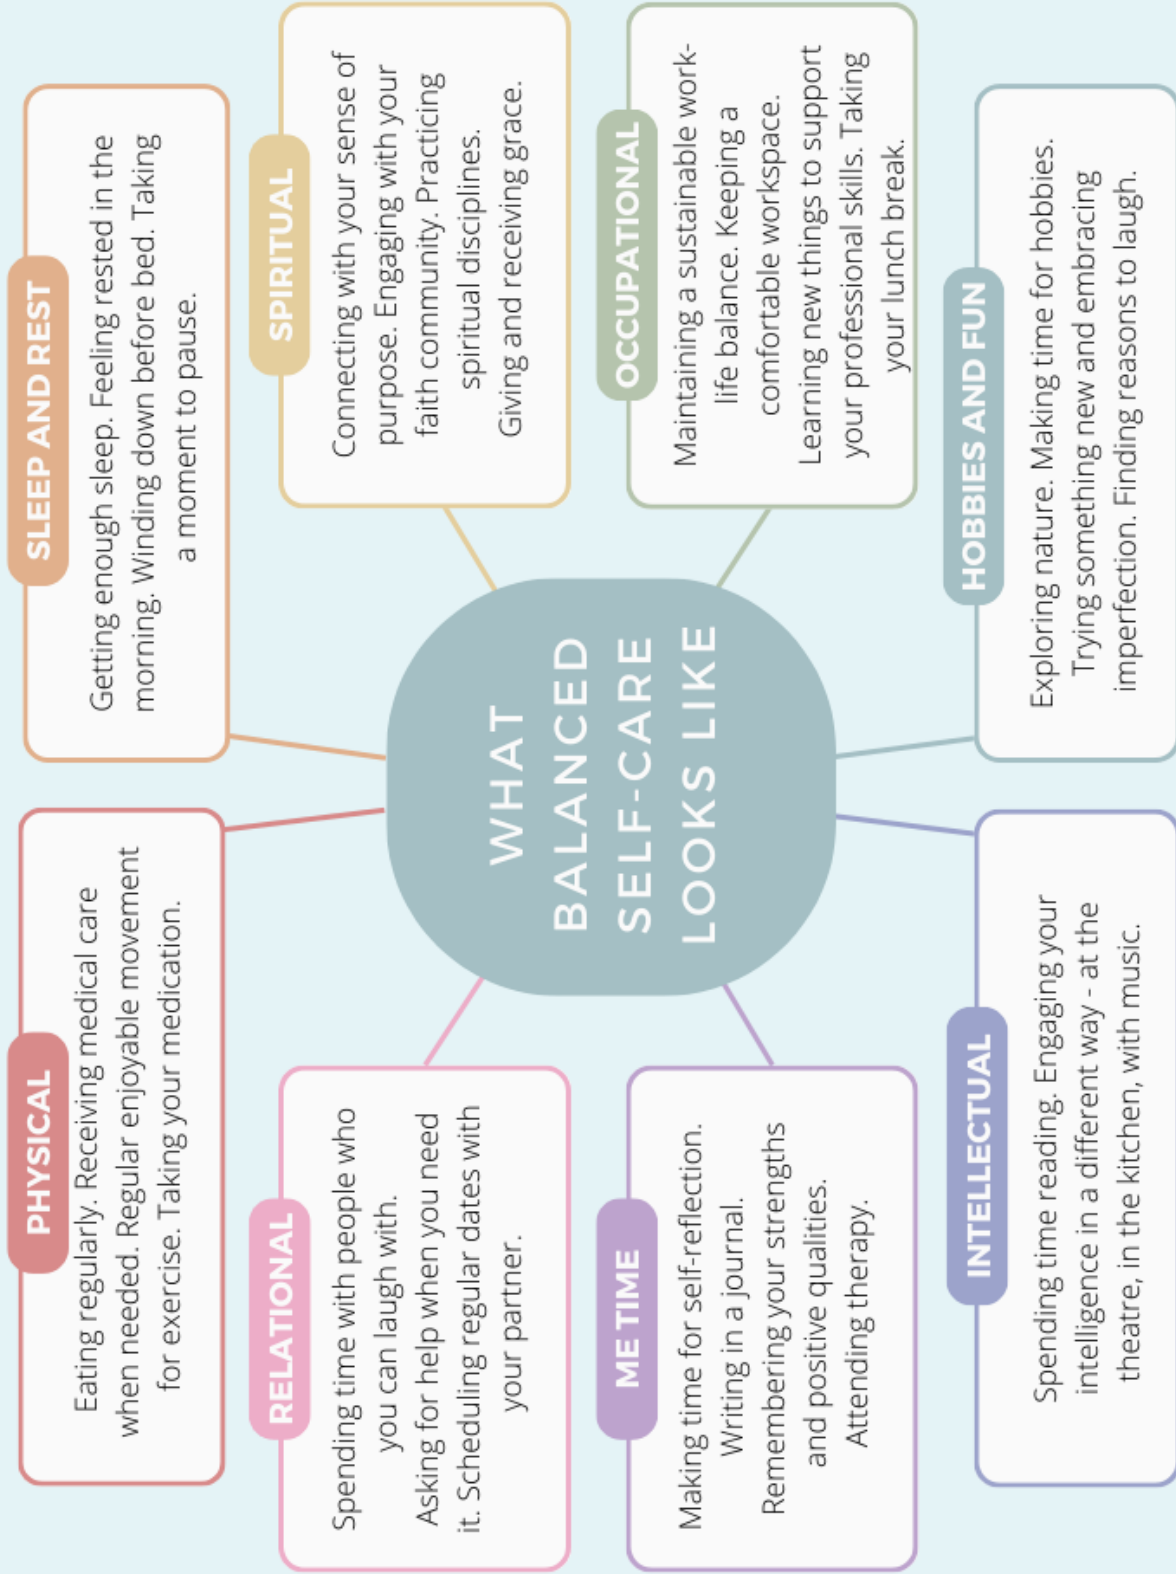 PHYSICAL
Eating regularly. Receiving medical care
when needed. Regular enjoyable movement
for exercise. Taking your medication.
SLEEP AND REST
Getting enough sleep. Feeling rested in the
morning. Winding down before bed. Taking
a moment to pause.
RELATIONAL
Spending time with people who
you can laugh with.
Asking for help when you need
it. Scheduling regular dates with
your partner.
WHAT
BALANCED
SELF-CARE
LOOKS LIKE
SPIRITUAL
Connecting with your sense of
purpose. Engaging with your
faith community. Practicing
spiritual disciplines.
Giving and receiving grace.
ME TIME
Making time for self-reflection.
Writing in a journal.
Remembering your strengths
and positive qualities.
Attending therapy.
OCCUPATIONAL
Maintaining a sustainable work-
life balance. Keeping a
comfortable workspace.
Learning new things to support
your professional skills. Taking
your lunch break.
INTELLECTUAL
Spending time reading. Engaging your
intelligence in a different way - at the
theatre, in the kitchen, with music.
HOBBIES AND FUN
Exploring nature. Making time for hobbies.
Trying something new and embracing
imperfection. Finding reasons to laugh.